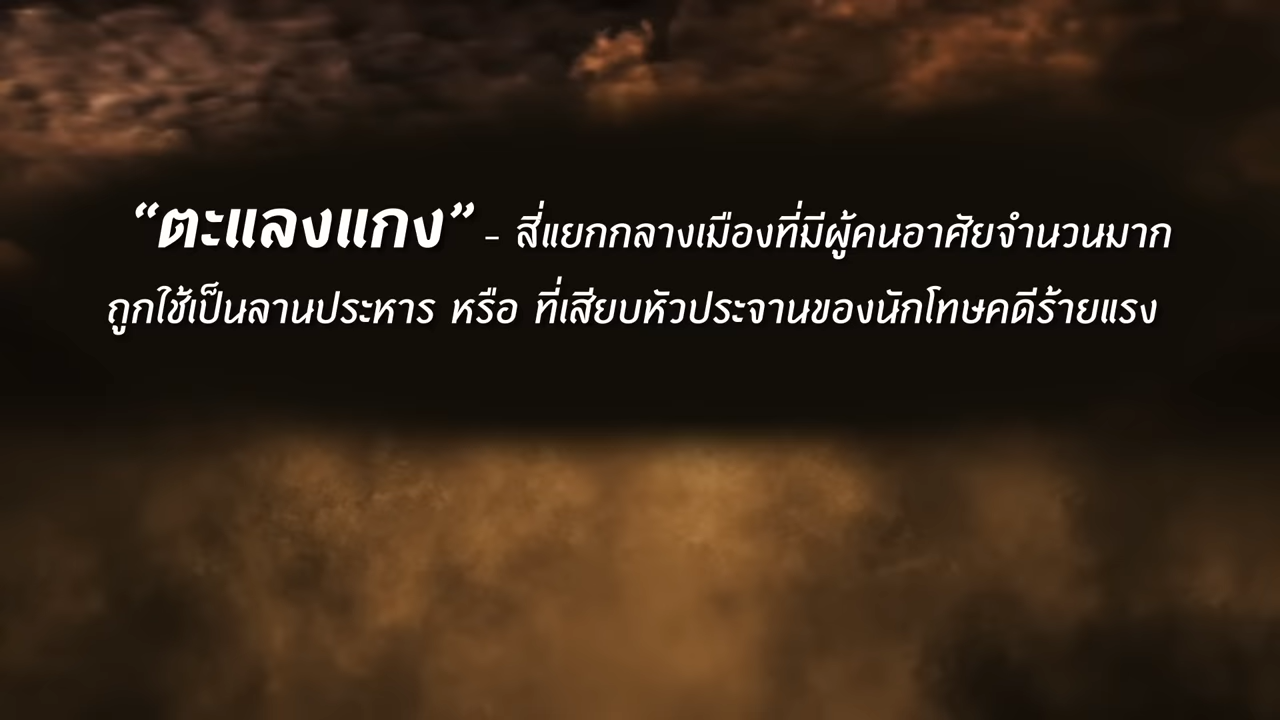 “ตะแลงแกง” - สี่แยกกลางเมืองที่มีผู้คนอาศัยจำนวนมาก
ถูกใช้เป็นลานประหาร หรือ ที่เสียบหัวประจานของนักโทษคดีร้ายแรง